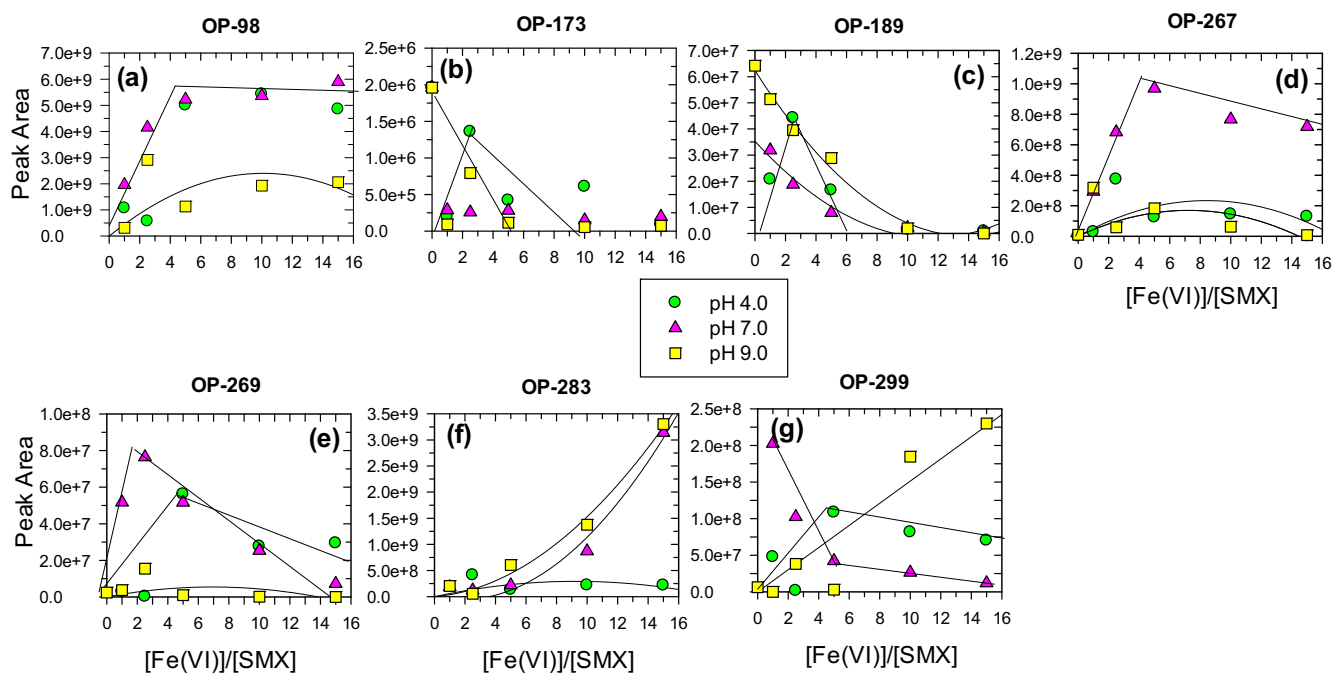 OP-98
OP-173
OP-189
OP-267
6.0e+9
7.0e+9
5.0e+9
4.0e+9
3.0e+9
2.0e+9
1.0e+9
0.0
Peak Area
(a)
0 2 4 6 8 10 12 14 16
2.5e+6
2.0e+6
1.5e+6
1.0e+6
5.0e+5
0.0
(b)
0 2 4 6 8 10 12 14 16
7.0e+7
6.0e+7
5.0e+7
4.0e+7
3.0e+7
2.0e+7
1.0e+7
0.0
(c)
0 2 4 6 8 10 12 14 16
1.2e+9
1.0e+9
8.0e+8
6.0e+8
4.0e+8
2.0e+8
0.0
(d)
0 2 4 6 8 10 12 14 16
[Fe(VI)]/[SMX]
pH 4.0
pH 7.0
pH 9.0
OP-269
OP-283
OP-299
1.0e+8
8.0e+7
6.0e+7
4.0e+7
2.0e+7
0.0
Peak Area
(e)
0 2 4 6 8 10 12 14 16
[Fe(VI)]/[SMX]
3.5e+9
3.0e+9
2.5e+9
2.0e+9
1.5e+9
1.0e+9
5.0e+8
0.0
(f)
0 2 4 6 8 10 12 14 16
[Fe(VI)]/[SMX]
2.5e+8
2.0e+8
1.5e+8
1.0e+8
5.0e+7
0.0
(g)
0 2 4 6 8 10 12 14 16
[Fe(VI)]/[SMX]